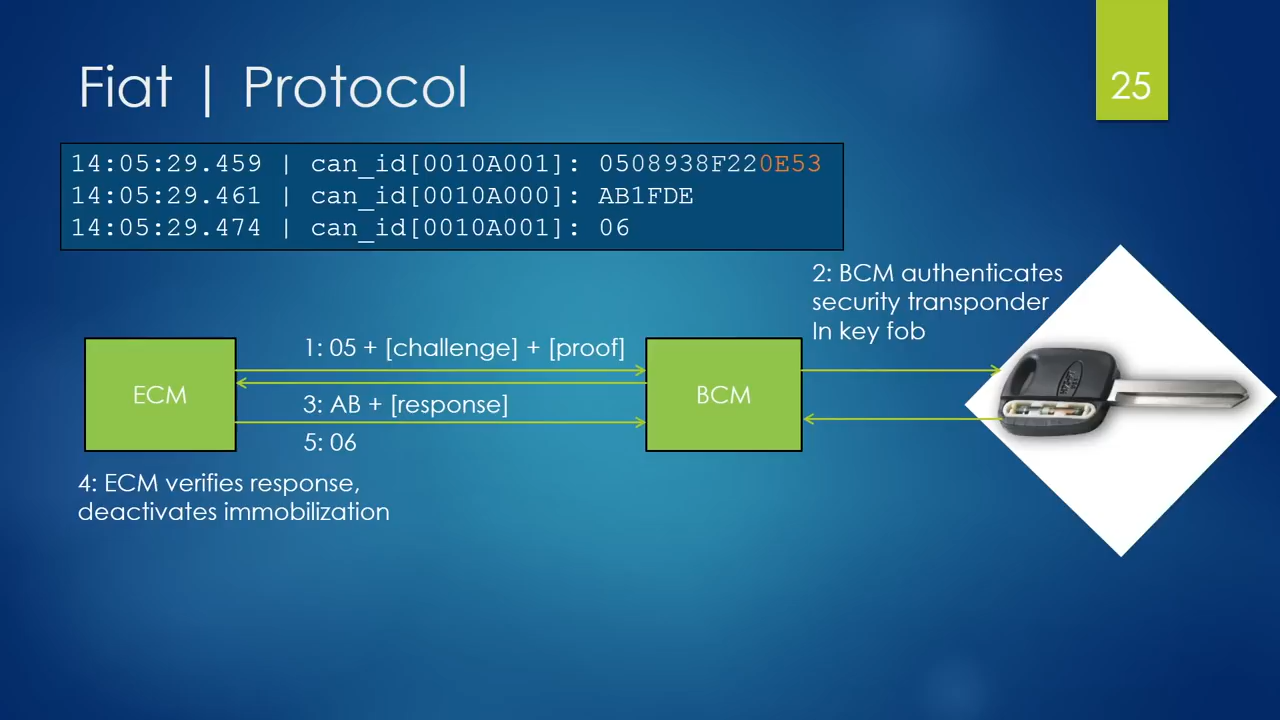 Fiat | Protocol
25
14:05:29.459 | can_id[0010A001]: 0508938F220E53
14:05:29.461 | can_id[0010A000]: AB1FDE
14:05:29.474 | can_id[0010A001]: 06
2: BCM authenticates
security transponder
In key fob
1: 05 + [challenge] + [proof]
ECM
BCM
3: AB + [response]
5: 06
4: ECM verifies response,
deactivates immobilization